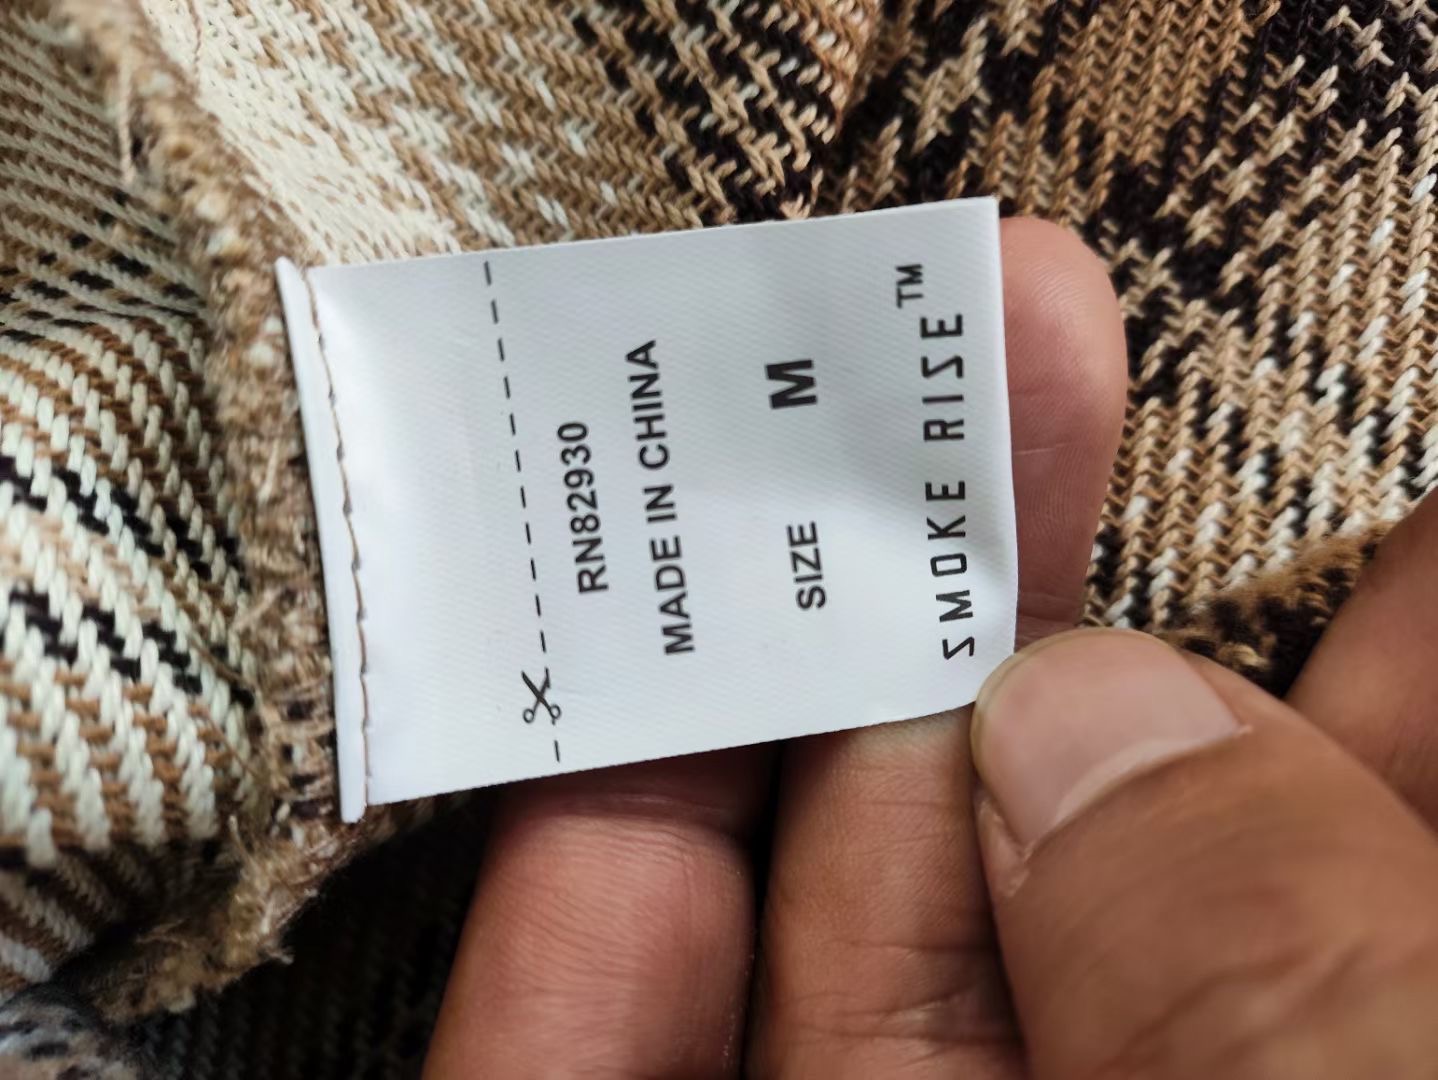 SMOKE RISE™
SIZE M
MADE IN CHINA
RN82930